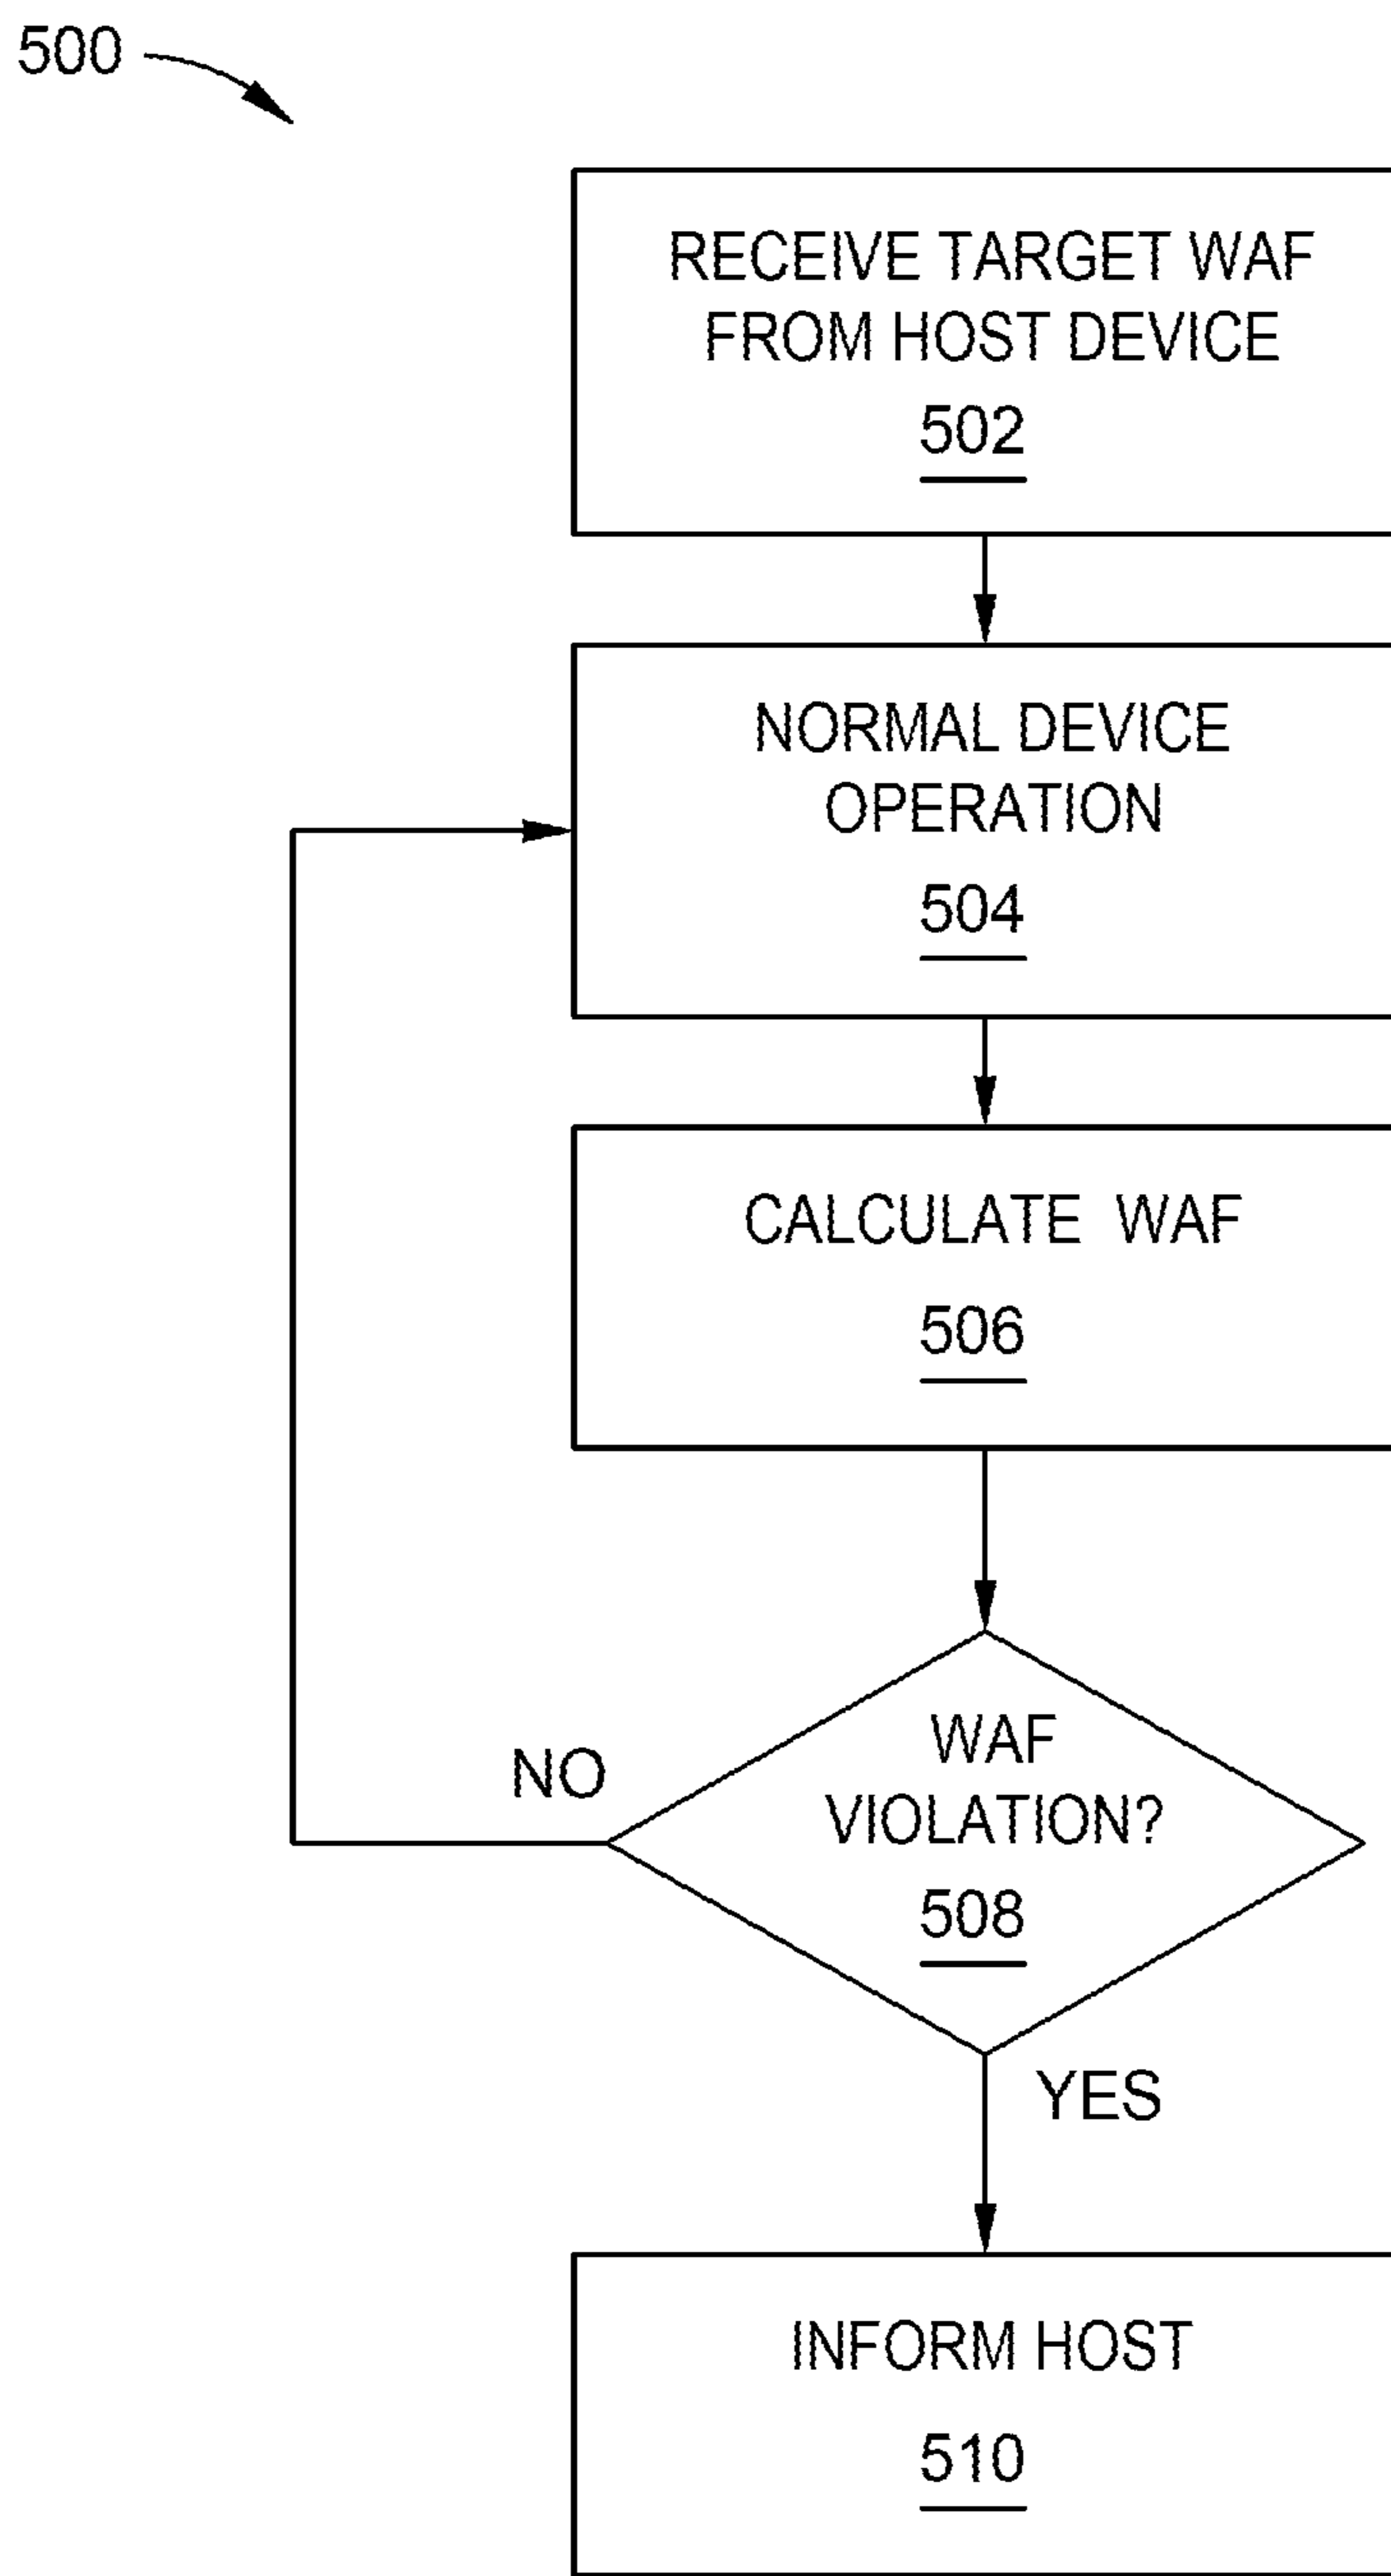 500
RECEIVE TARGET WAF
FROM HOST DEVICE
502
NORMAL DEVICE
OPERATION
504
CALCULATE WAF
506
WAF
VIOLATION?
508
NO
YES
INFORM HOST
510